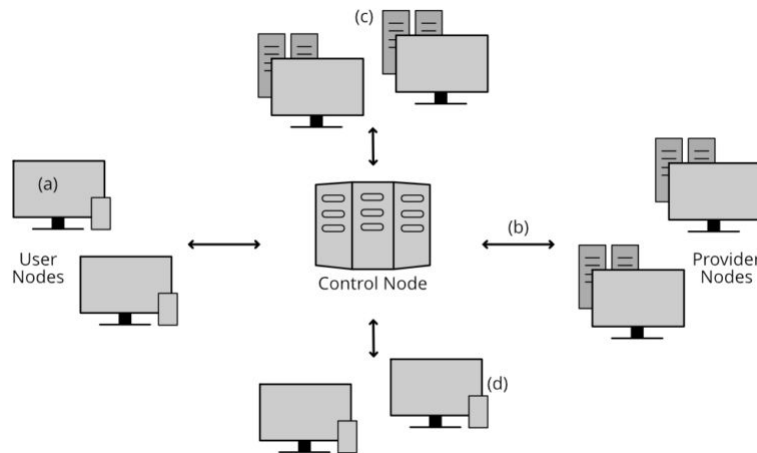 (c)
(a)
User
Nodes
Control Node
(b)
Provider
Nodes
(d)